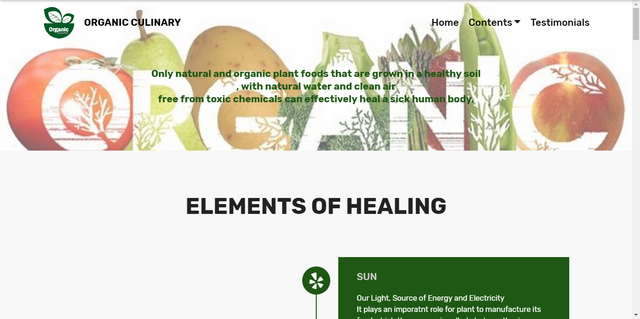 Organic
ORGANIC CULINARY
Home Contents Testimonials
ORGANIC
Only natural and organic plant foods that are grown in a healthy soil
, with natural water and clean air
free from toxic chemicals can effectively heal a sick human body.
ELEMENTS OF HEALING
SUN
Our Light, Source of Energy and Electricity
It plays an imporatnt role for plant to manufacture its